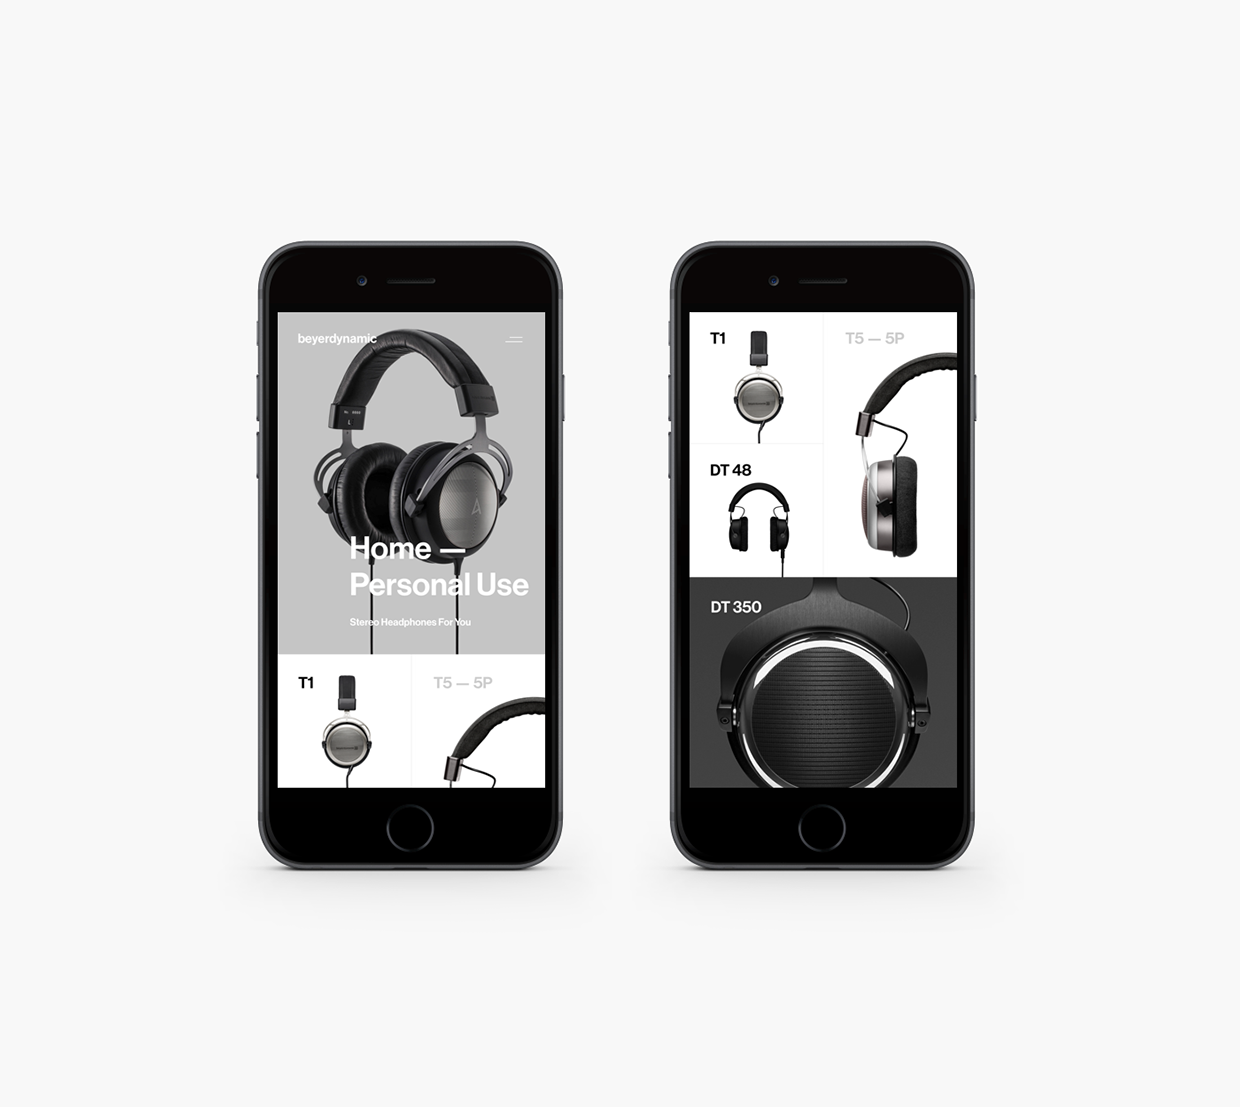 beyerdynamic
Home —
Personal Use
Stereo Headphones For You
T1
T5 — 5P
T1
T5 — 5P
DT 48
DT 350